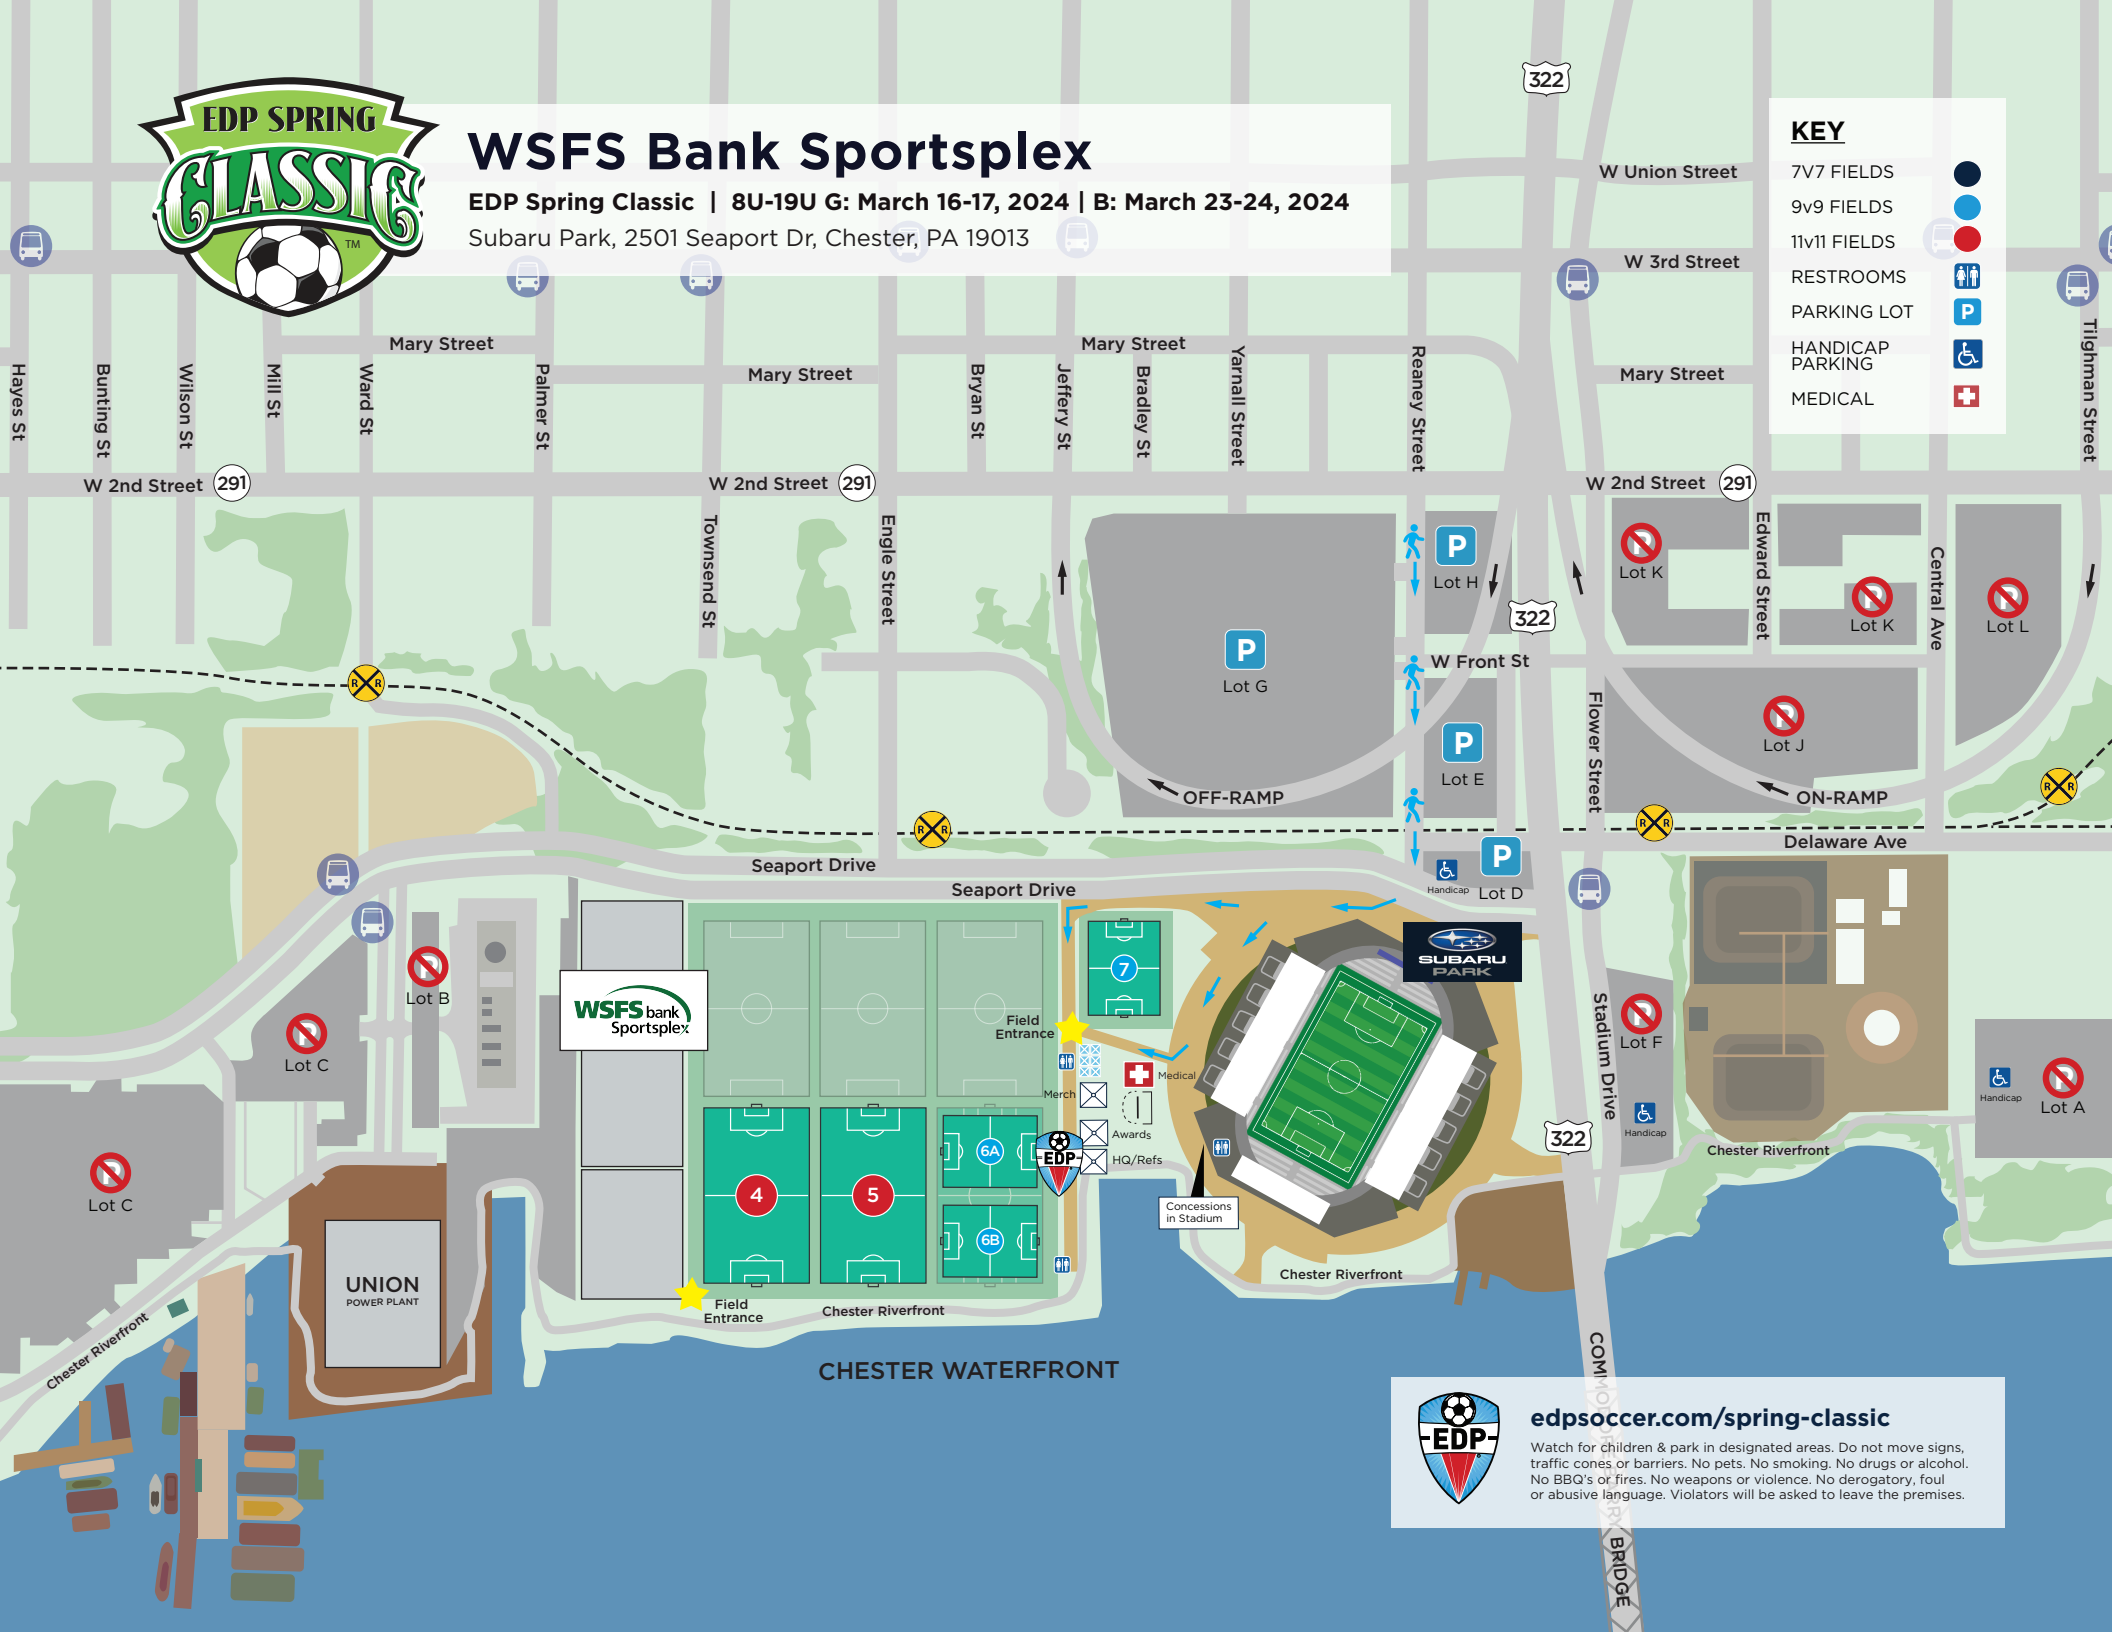 EDP SPRING
CLASSIC
TM
WSFS Bank Sportsplex
EDP Spring Classic | 8U-19U G: March 16-17, 2024 | B: March 23-24, 2024
Subaru Park, 2501 Seaport Dr, Chester, PA 19013
322
KEY
7V7 FIELDS
9v9 FIELDS
11v11 FIELDS
RESTROOMS
PARKING LOT
P
HANDICAP
PARKING
MEDICAL
W Union Street
W 3rd Street
Mary Street
Mary Street
Mary Street
Mary Street
Hayes St
Bunting St
Wilson St
Mill St
Ward St
Palmer St
Bryan St
Jeffery St
Bradley St
Yarnall Street
Reaney Street
Tilghman Street
W 2nd Street
291
W 2nd Street
291
W 2nd Street
291
Townsend St
Engle Street
Edward Street
Central Ave
P
Lot H
P
Lot G
P
Lot E
P
Lot D
Handicap
322
W Front St
Flower Street
Lot K
Lot K
Lot L
Lot J
OFF-RAMP
ON-RAMP
R R
R R
R R
R R
Delaware Ave
Seaport Drive
Seaport Drive
Lot B
Lot C
Lot C
WSFS bank
Sportsplex
SUBARU
PARK
7
Field
Entrance
Medical
Merch
Awards
HQ/Refs
EDP
4
5
6A
6B
Concessions
in Stadium
Field
Entrance
Stadium Drive
Lot F
Handicap
Handicap
Lot A
322
Chester Riverfront
Chester Riverfront
Chester Riverfront
Chester Riverfront
UNION
POWER PLANT
CHESTER WATERFRONT
COMMODORE BARRY BRIDGE
EDP
edpsoccer.com/spring-classic
Watch for children & park in designated areas. Do not move signs,
traffic cones or barriers. No pets. No smoking. No drugs or alcohol.
No BBQ's or fires. No weapons or violence. No derogatory, foul
or abusive language. Violators will be asked to leave the premises.